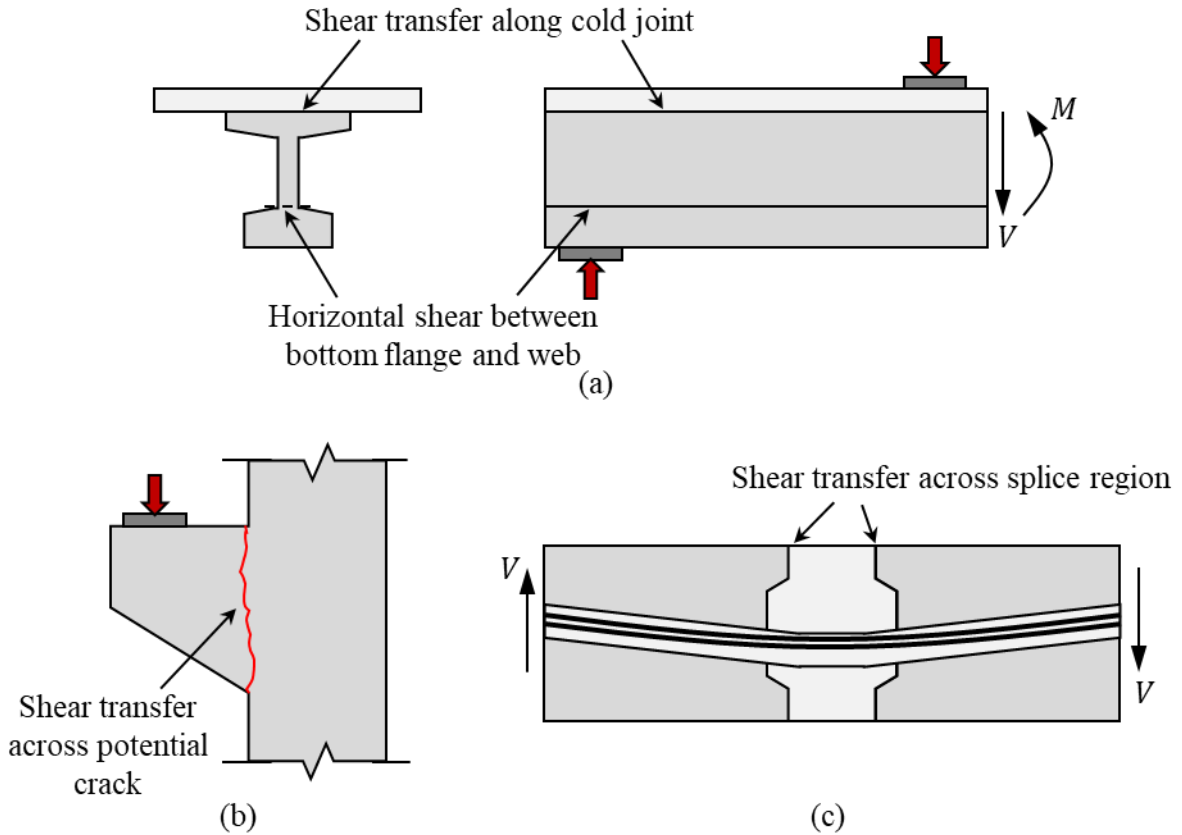 Shear transfer along cold joint
M
V
Horizontal shear between
bottom flange and web
(a)
Shear transfer across splice region
V
V
Shear transfer
across potential
crack
(b)
(c)